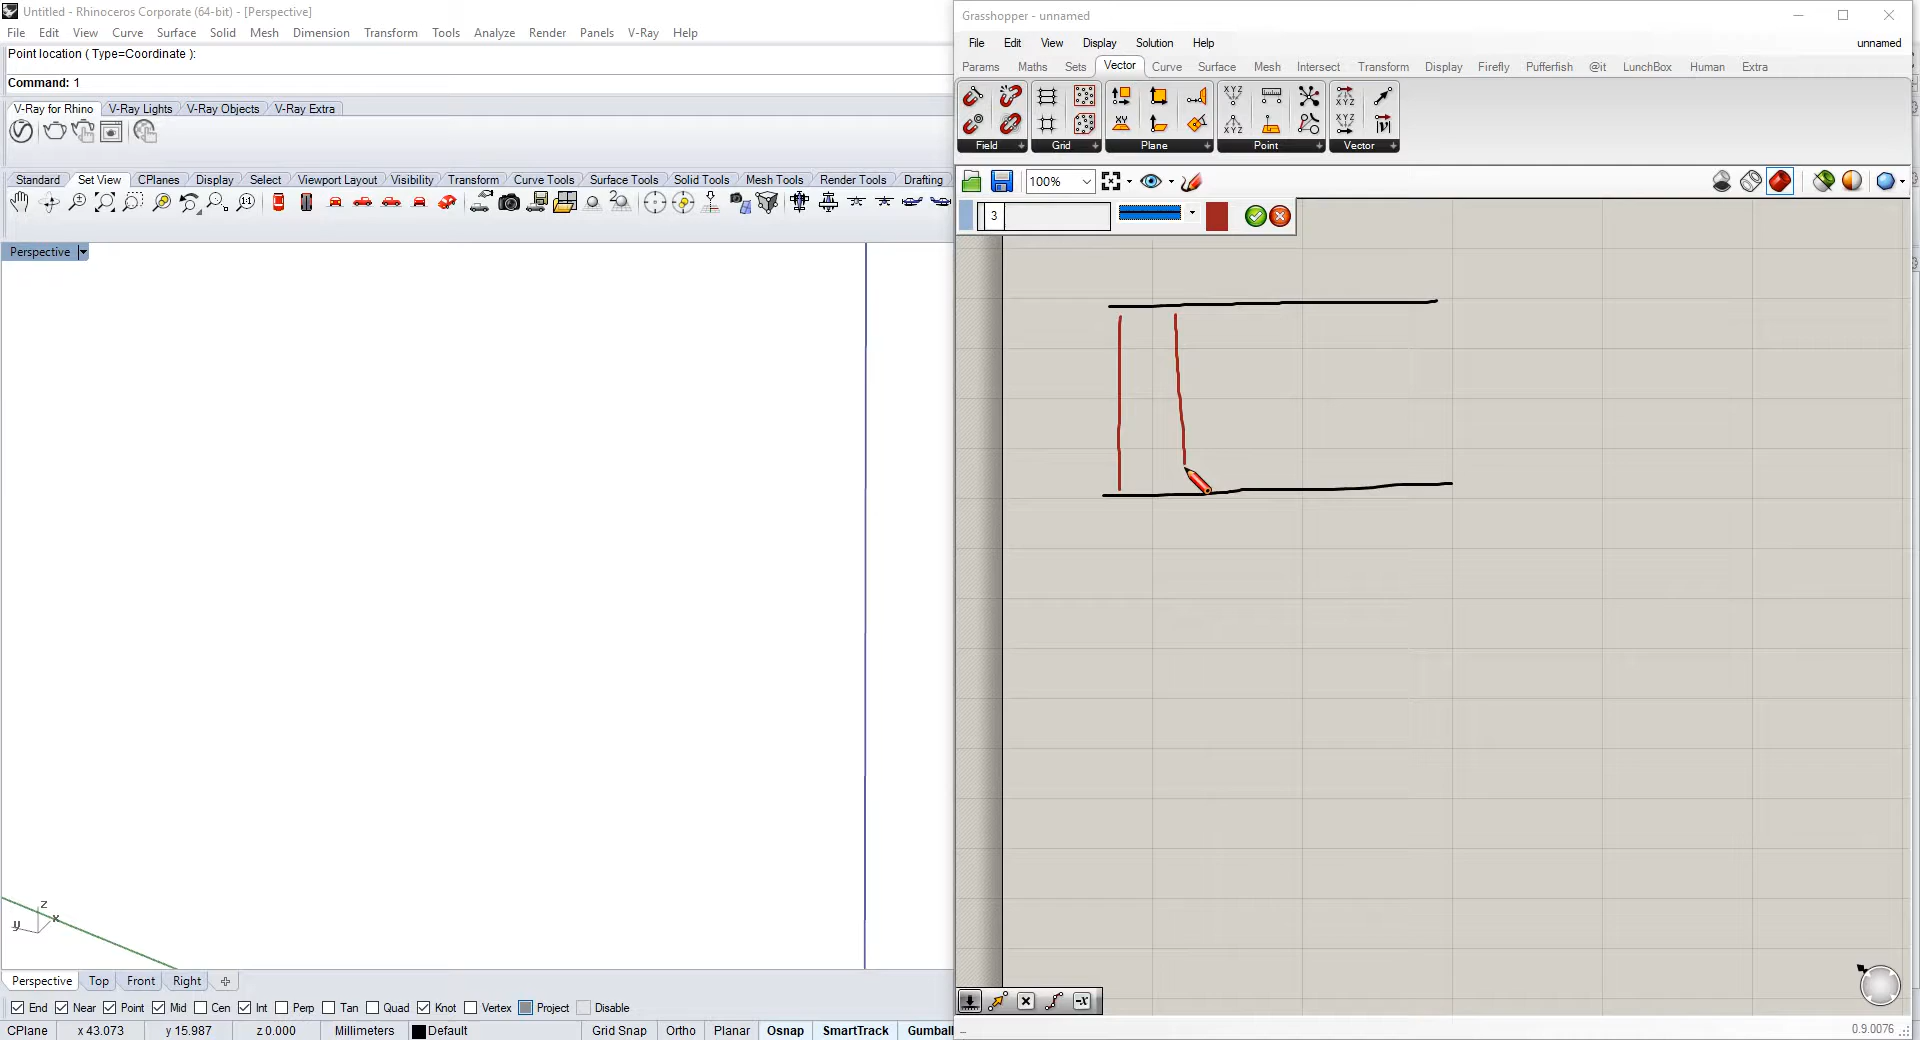 Untitled - Rhinoceros Corporate (64-bit) - [Perspective]
File Edit View Curve Surface Solid Mesh Dimension Transform Tools Analyze Render Panels V-Ray Help
Point location ( Type=Coordinate ):
Command: 1
V-Ray for Rhino V-Ray Lights V-Ray Objects V-Ray Extra
Standard Set View CPlanes Display Select Viewport Layout Visibility Transform Curve Tools Surface Tools Solid Tools Mesh Tools Render Tools Drafting
Perspective
z
x
y
Perspective Top Front Right
End Near Point Mid Cen Int Perp Tan Quad Knot Vertex Project Disable
CPlane x 43.073 y 15.987 z 0.000 Millimeters Default Grid Snap Ortho Planar Osnap SmartTrack Gumball
Grasshopper - unnamed
File Edit View Display Solution Help unnamed
Params Maths Sets Vector Curve Surface Mesh Intersect Transform Display Firefly Pufferfish @it LunchBox Human Extra
XYZ XYZ
XY XYZ XYZ
Field Grid Plane Point Vector
100%
3
0.9.0076